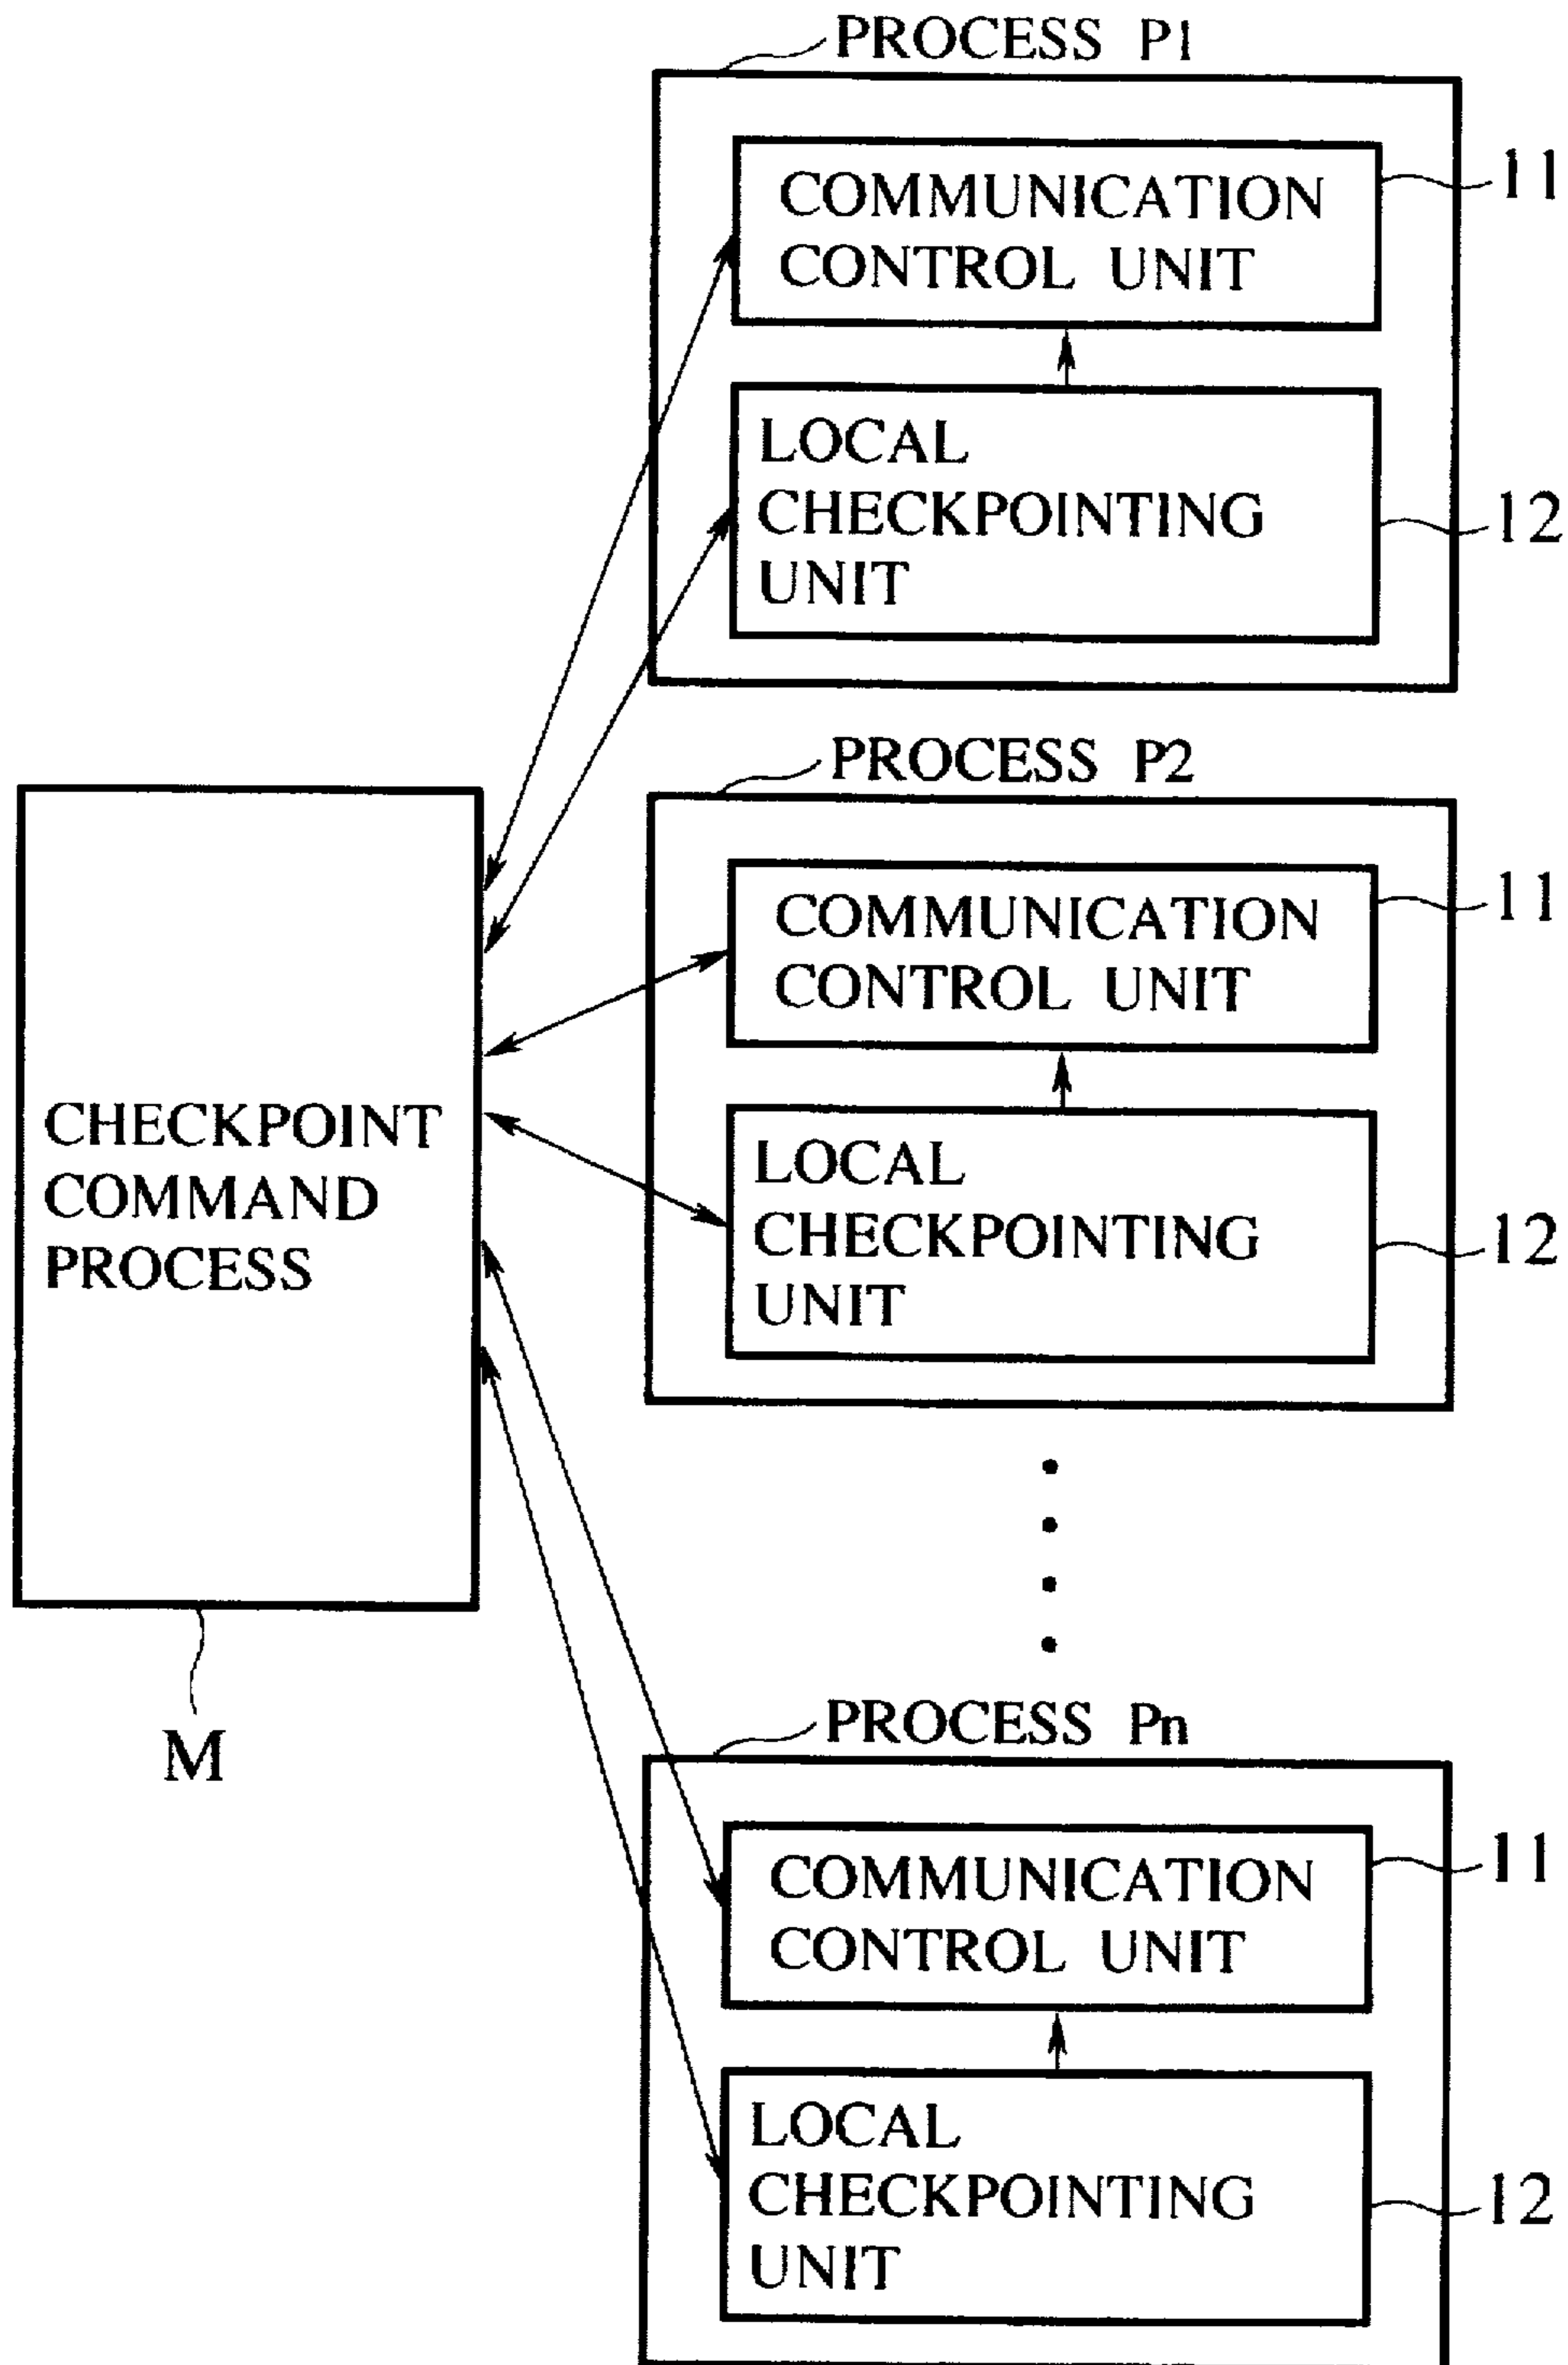 PROCESS P1
COMMUNICATION
CONTROL UNIT
11
LOCAL
CHECKPOINTING
UNIT
12
PROCESS P2
COMMUNICATION
CONTROL UNIT
11
LOCAL
CHECKPOINTING
UNIT
12
CHECKPOINT
COMMAND
PROCESS
M
PROCESS Pn
COMMUNICATION
CONTROL UNIT
11
LOCAL
CHECKPOINTING
UNIT
12